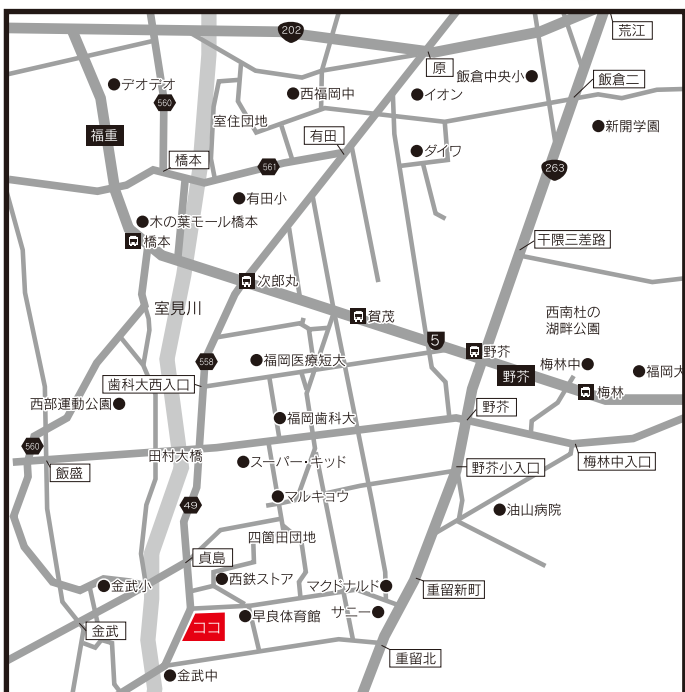 荒江
202
原
飯倉中央小
デオデオ
西福岡中
イオン
飯倉二
560
室住団地
新開学園
福重
有田
ダイワ
橋本
561
263
有田小
木の葉モール橋本
橋本
干隈三差路
次郎丸
室見川
賀茂
西南杜の
湖畔公園
5
野芥
福岡医療短大
558
梅林中
福岡大
野芥
歯科大西入口
梅林
西部運動公園
野芥
福岡歯科大
560
田村大橋
飯盛
スーパー・キッド
野芥小入口
梅林中入口
マルキョウ
49
油山病院
四箇田団地
貞島
西鉄ストア
金武小
マクドナルド
重留新町
早良体育館
サニー
ココ
金武
重留北
金武中